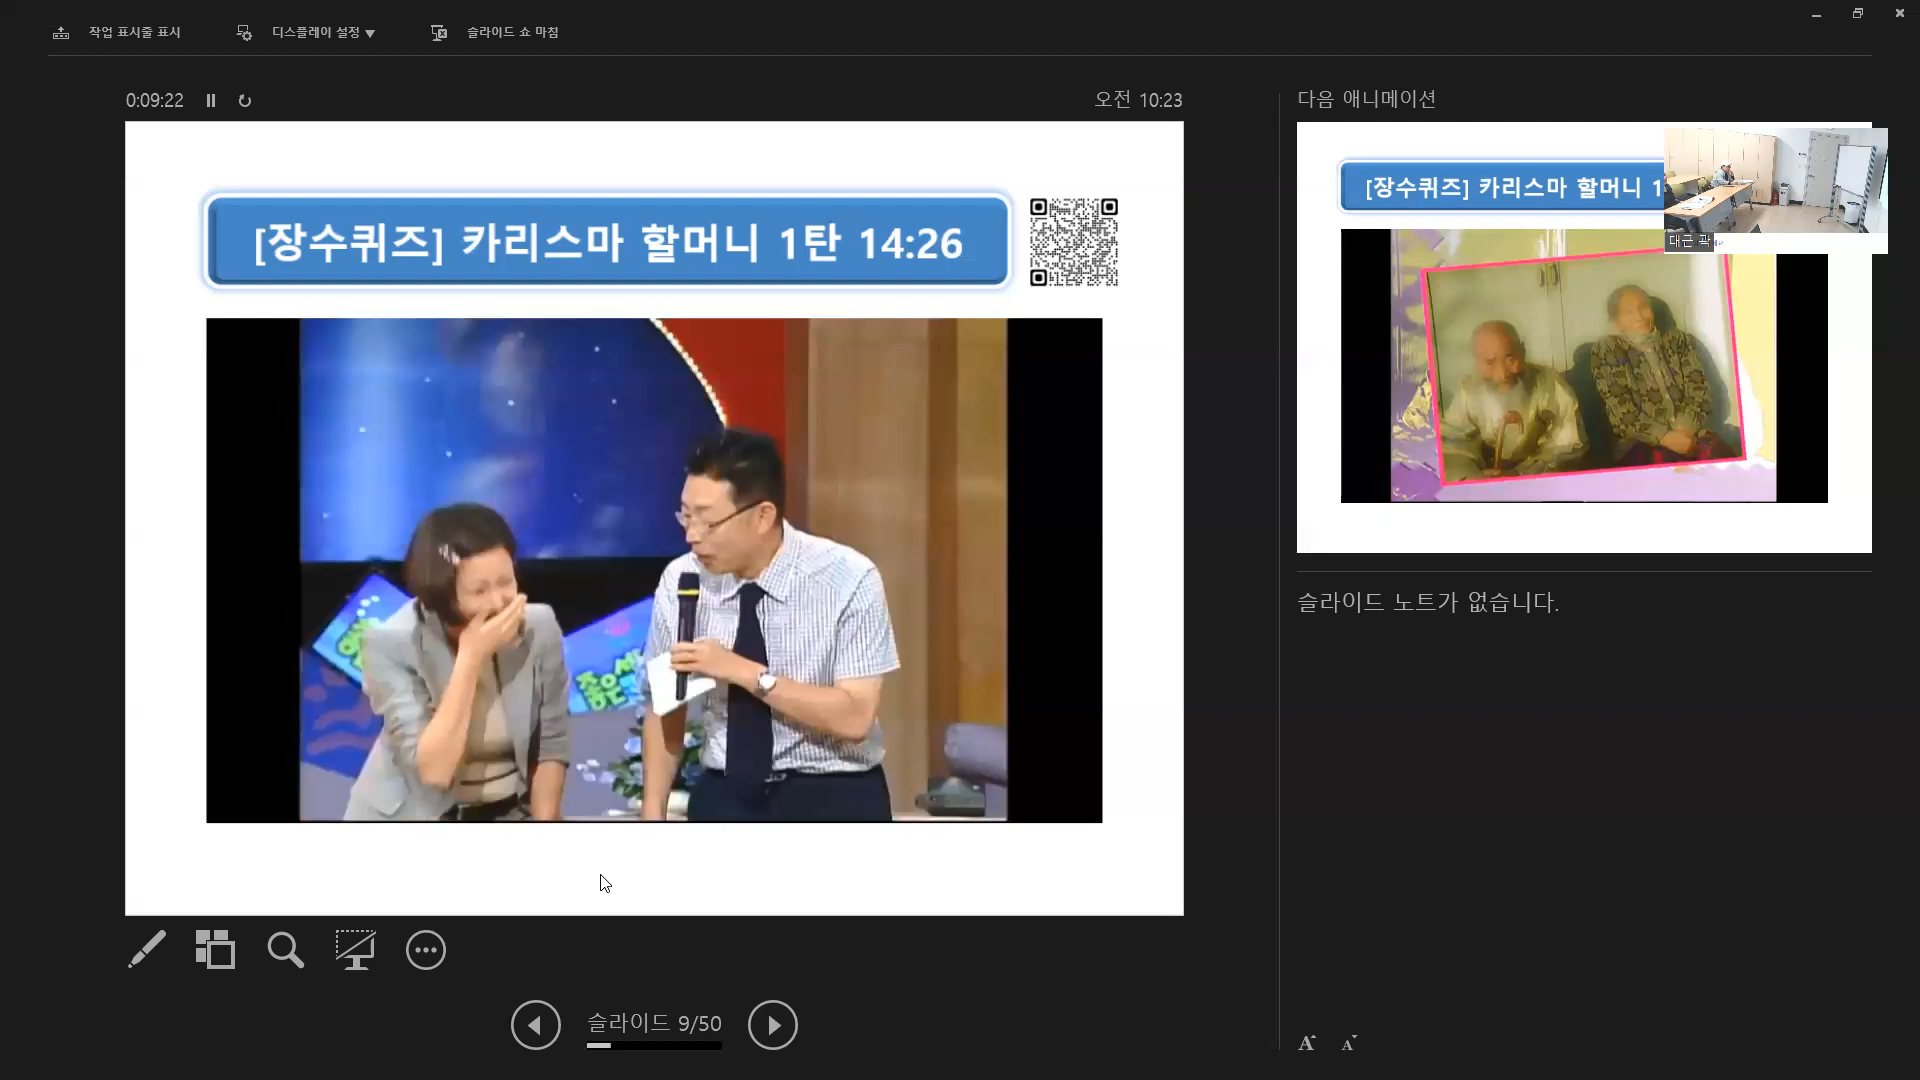 작업 표시줄 표시
디스플레이 설정 ▼
슬라이드 쇼 마침
0:09:22
오전 10:23
다음 애니메이션
[장수퀴즈] 카리스마 할머니 1탄 14:26
[장수퀴즈] 카리스마 할머니 1
대근 곽
슬라이드 노트가 없습니다.
슬라이드 9/50